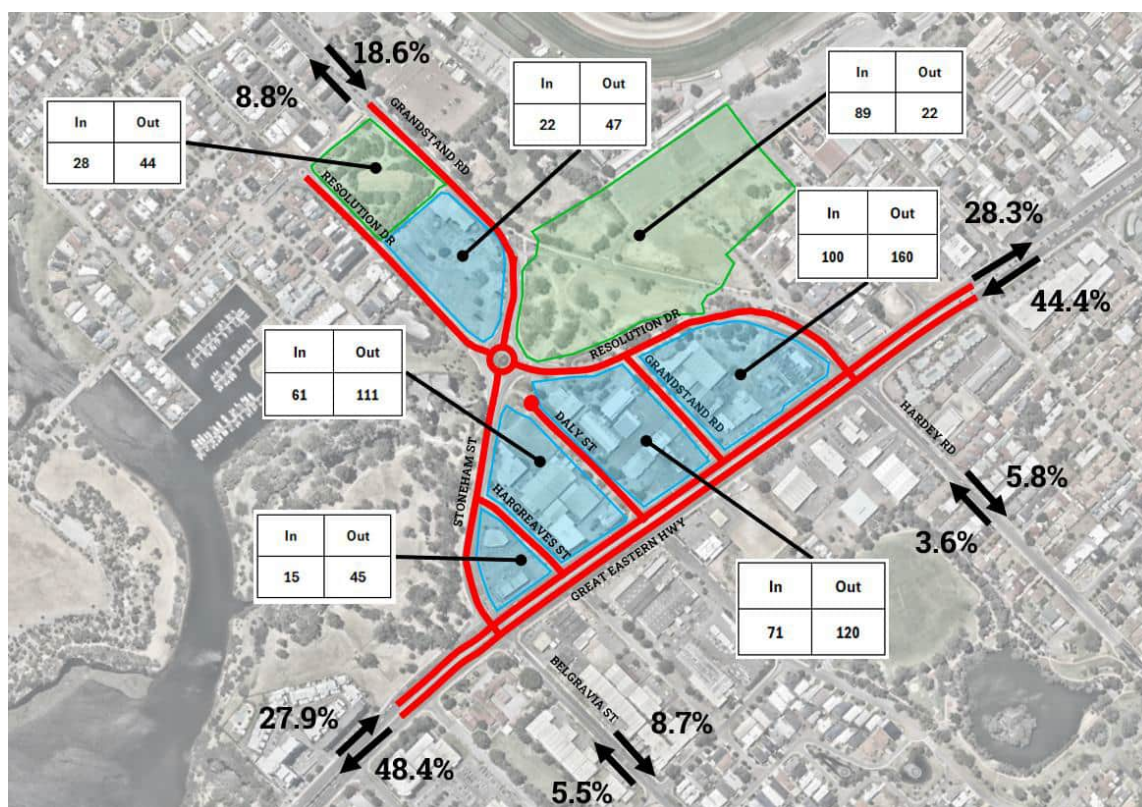 18.6%
8.8%
GRANDSTAND RD
In Out
28 44
In Out
22 47
In Out
89 22
RESOLUTION DR
In Out
100 160
28.3%
44.4%
RESOLUTION DR
GRANDSTAND RD
In Out
61 111
DALY ST
HARDEY RD
STONEHAM ST
HARGREAVES ST
In Out
15 45
GREAT EASTERN HWY
5.8%
3.6%
In Out
71 120
BELGRAVIA ST
27.9%
48.4%
8.7%
5.5%